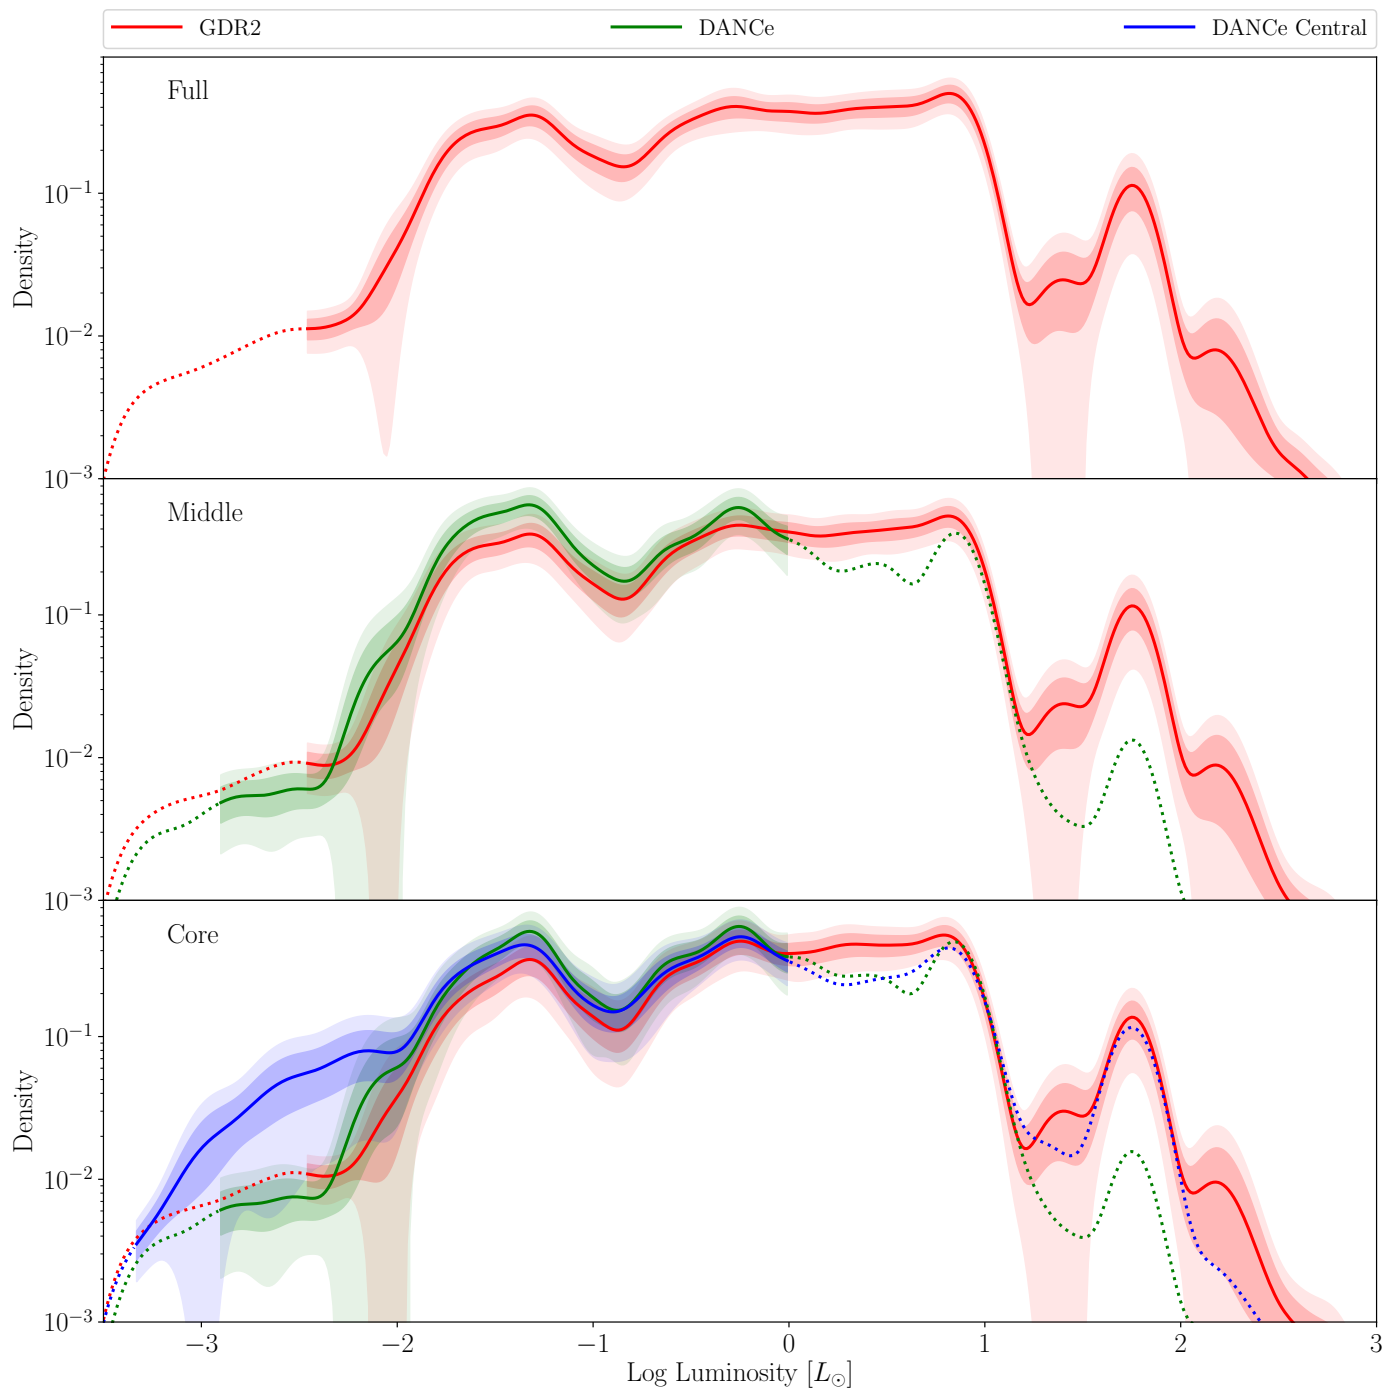 GDR2 DANCe DANCe Central
Full
10⁻¹
10⁻²
10⁻³
Density
Middle
10⁻¹
10⁻²
10⁻³
Density
Core
10⁻¹
10⁻²
10⁻³
Density
−3 −2 −1 0 1 2 3
Log Luminosity [L☉]